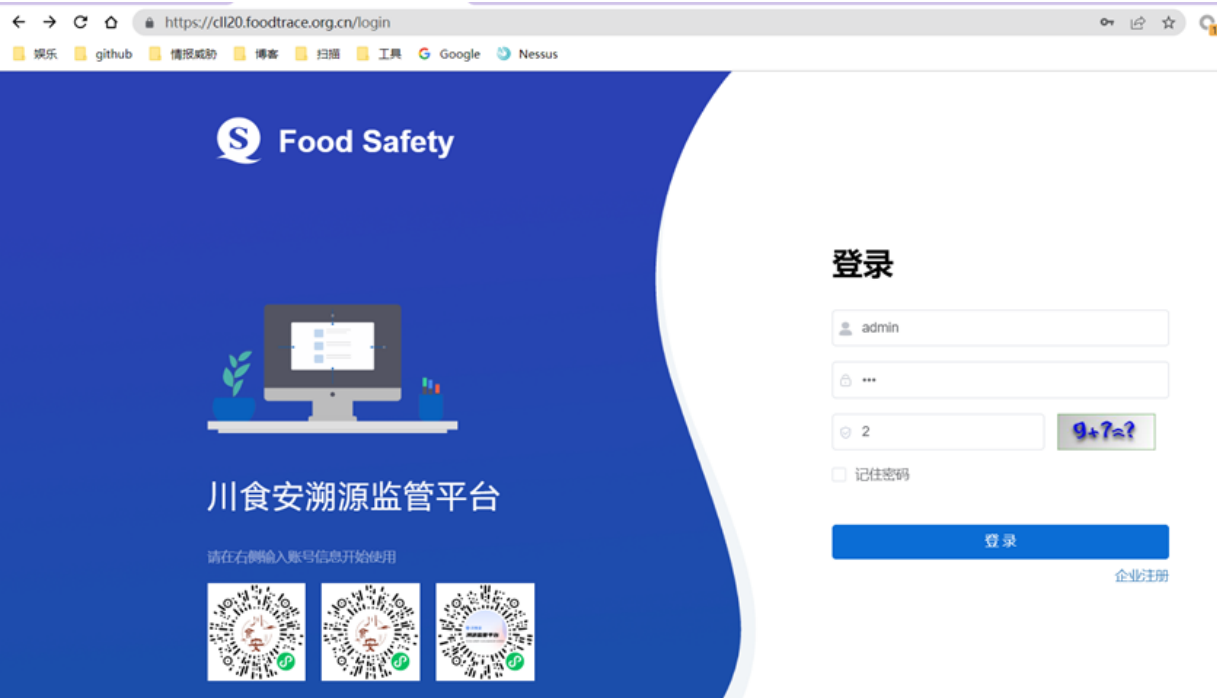 https://cll20.foodtrace.org.cn/login
娱乐 github 情报威胁 博客 扫描 工具 Google Nessus
S Food Safety
登录
admin
•••
2 9+7=?
记住密码
川食安溯源监管平台
登录
请在右侧输入账号信息开始使用
企业注册